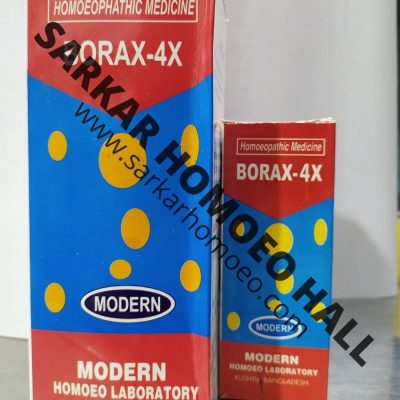 HOMOEOPHATHIC MEDICINE
BORAX-4X
MODERN
MODERN
HOMOEO LABORATORY
Homoeopathic Medicine
BORAX-4X
MODERN
MODERN
HOMOEO LABORATORY
KUSHTIA BANGLADESH
SARKAR HOMOEO HALL
www.sarkarhomoeo.com